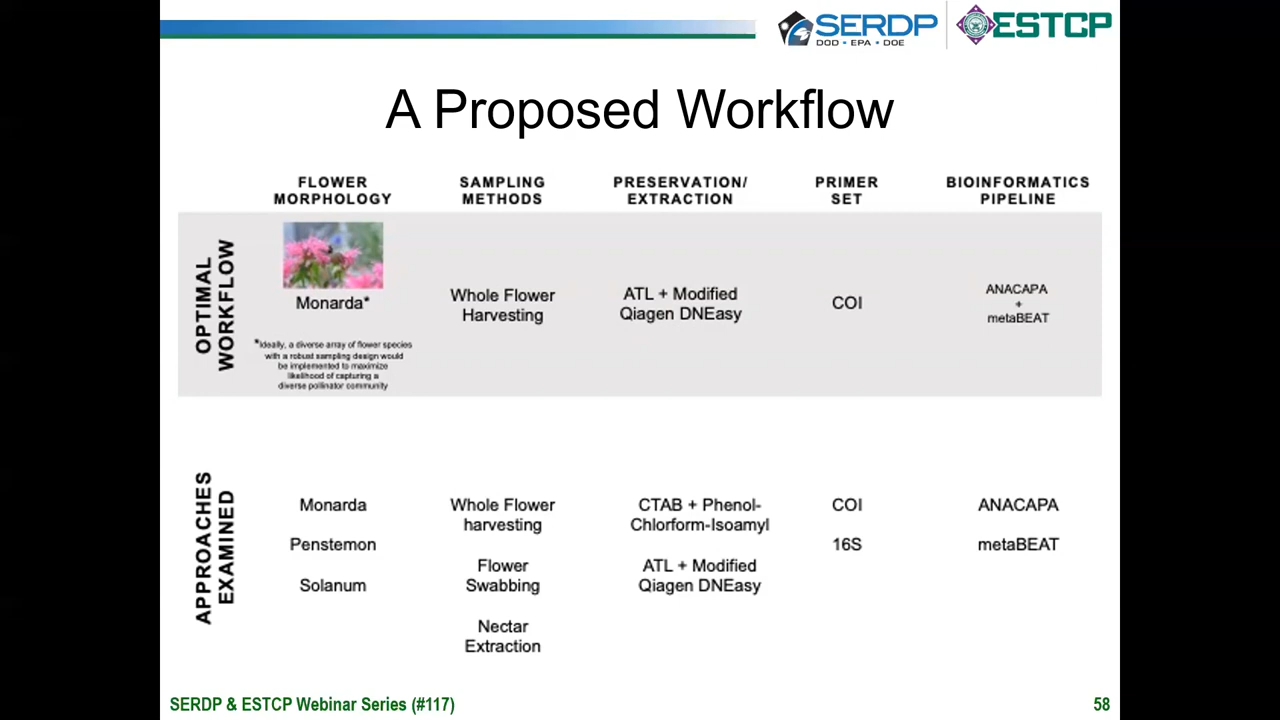 SERDP
DOD • EPA • DOE
ESTCP
A Proposed Workflow
FLOWER
MORPHOLOGY
SAMPLING
METHODS
PRESERVATION/
EXTRACTION
PRIMER
SET
BIOINFORMATICS
PIPELINE
OPTIMAL
WORKFLOW
Monarda*
*Ideally, a diverse array of flower species
with a robust sampling design would
be implemented to maximize
likelihood of capturing a
diverse pollinator community
Whole Flower
Harvesting
ATL + Modified
Qiagen DNEasy
COI
ANACAPA
+
metaBEAT
APPROACHES
EXAMINED
Monarda
Penstemon
Solanum
Whole Flower
harvesting
Flower
Swabbing
Nectar
Extraction
CTAB + Phenol-
Chlorform-Isoamyl
ATL + Modified
Qiagen DNEasy
COI
16S
ANACAPA
metaBEAT
SERDP & ESTCP Webinar Series (#117)
58